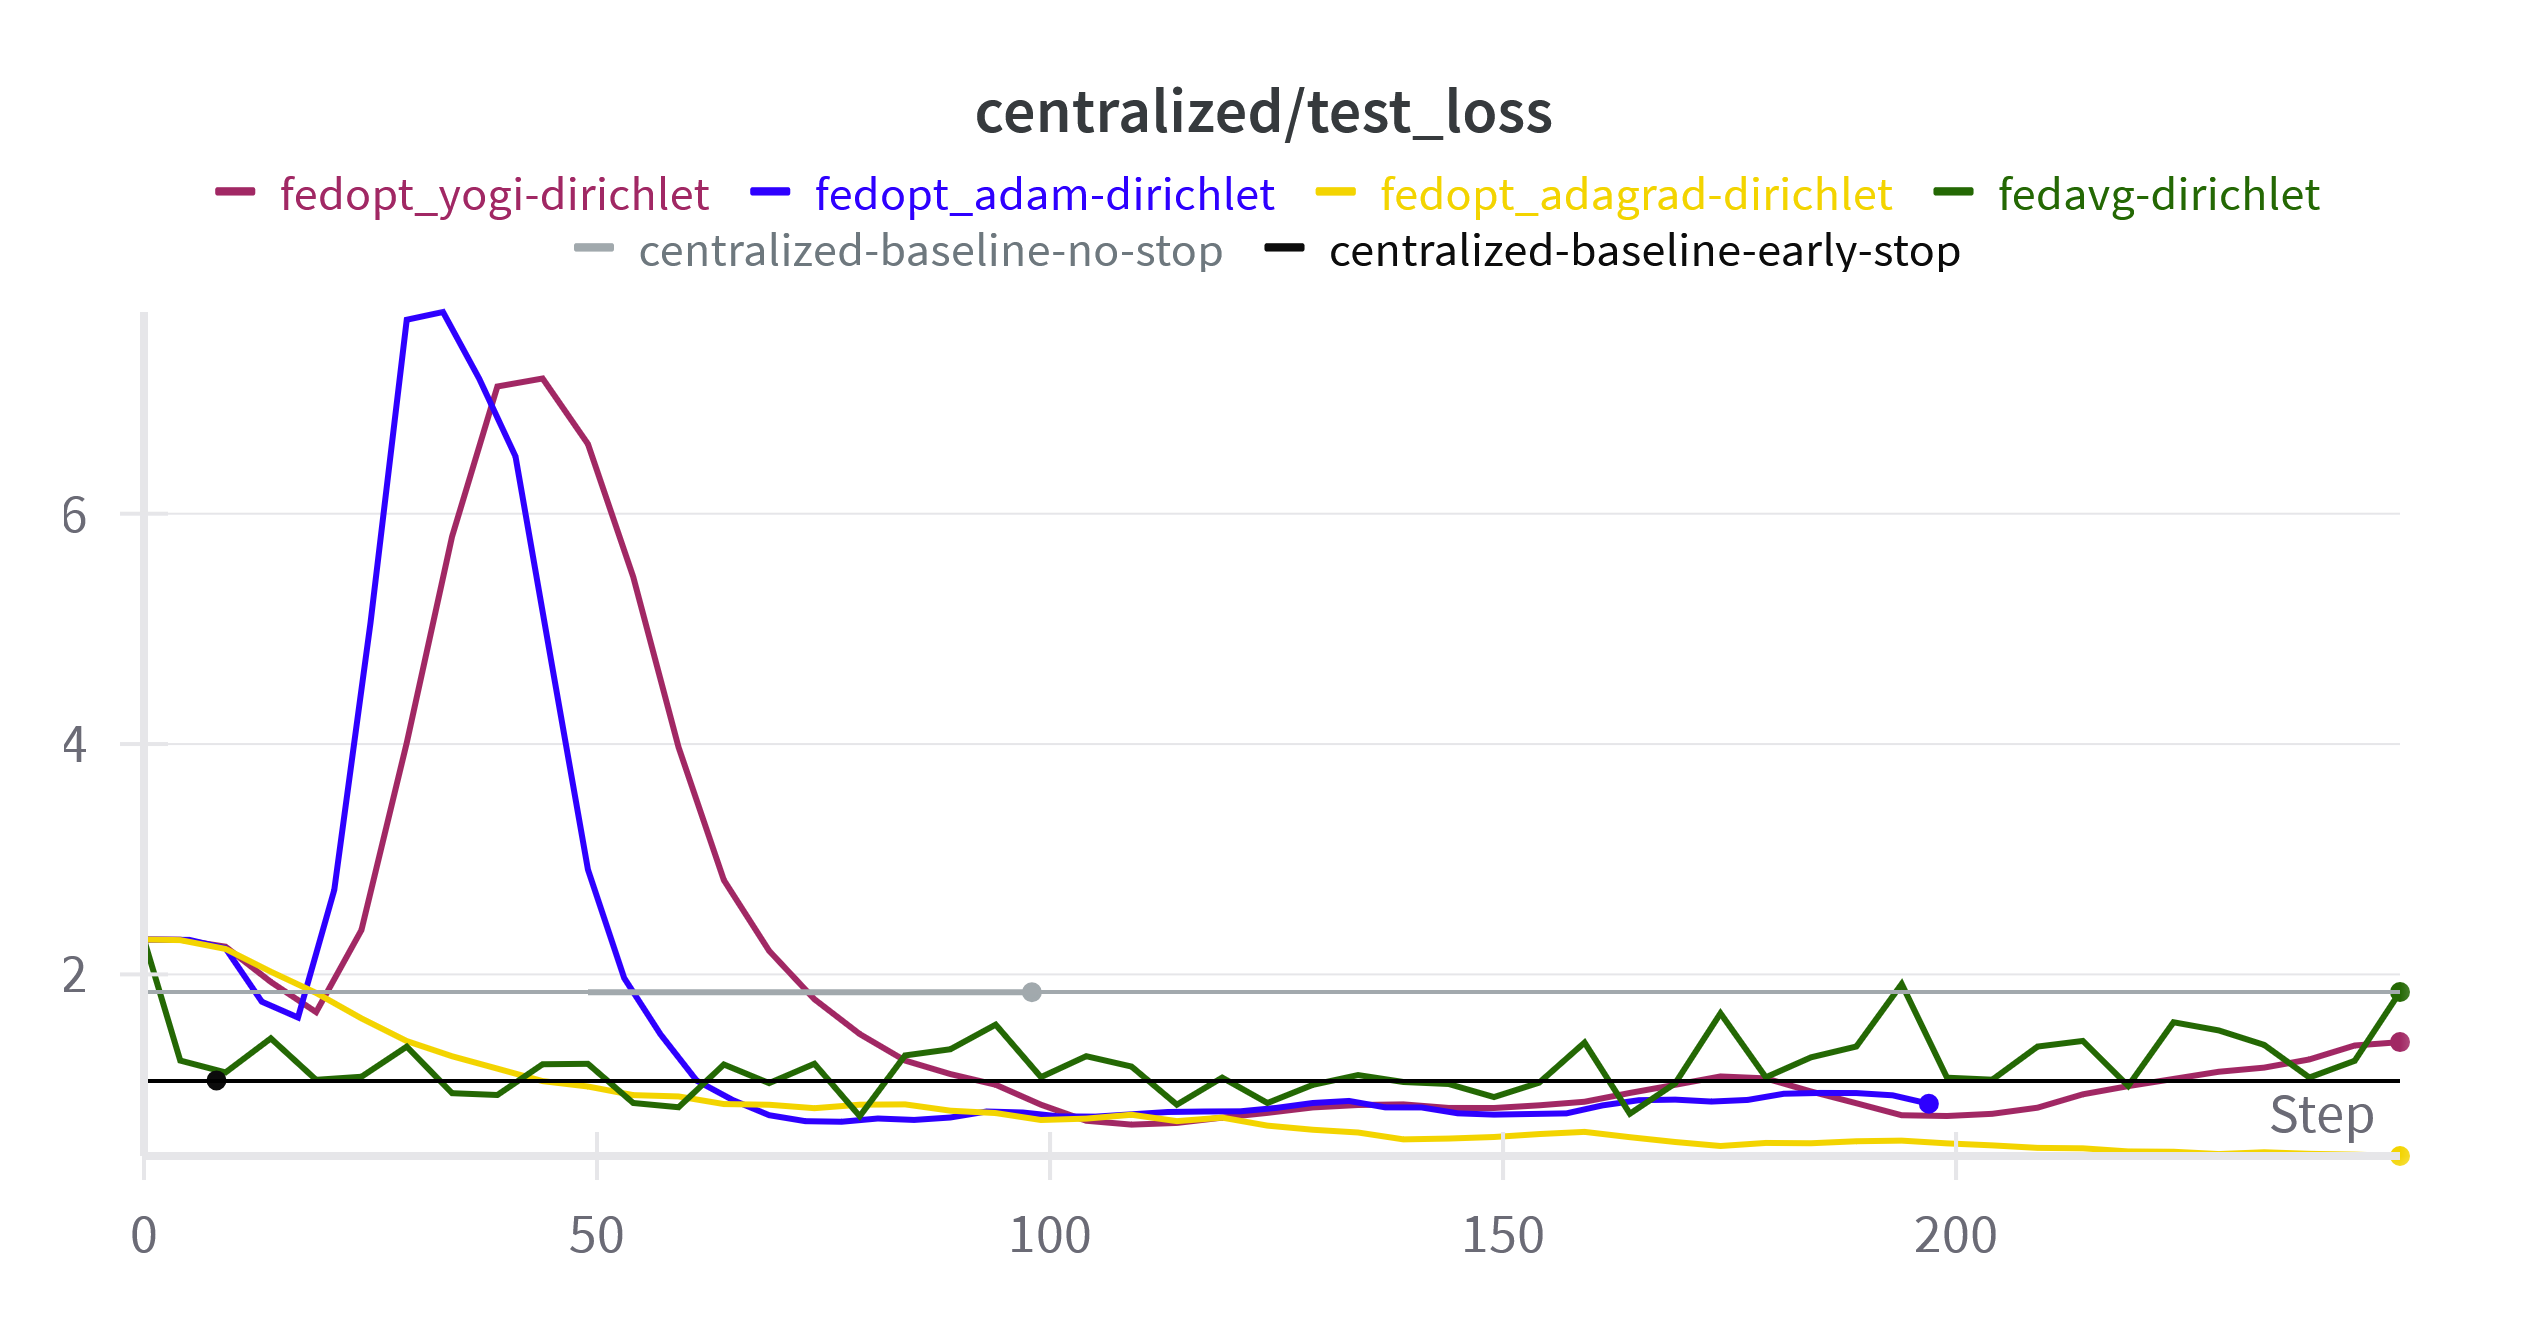 centralized/test_loss
fedopt_yogi-dirichlet fedopt_adam-dirichlet fedopt_adagrad-dirichlet fedavg-dirichlet
centralized-baseline-no-stop centralized-baseline-early-stop
6
4
2
Step
0 50 100 150 200